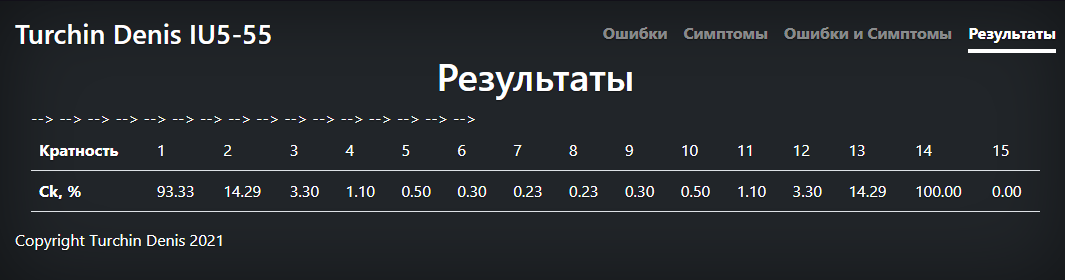 Turchin Denis IU5-55 Ошибки Симптомы Ошибки и Симптомы Результаты
Результаты
--> --> --> --> --> --> --> --> --> --> --> --> --> --> --> -->
Кратность 1 2 3 4 5 6 7 8 9 10 11 12 13 14 15
Ck, % 93.33 14.29 3.30 1.10 0.50 0.30 0.23 0.23 0.30 0.50 1.10 3.30 14.29 100.00 0.00
Copyright Turchin Denis 2021